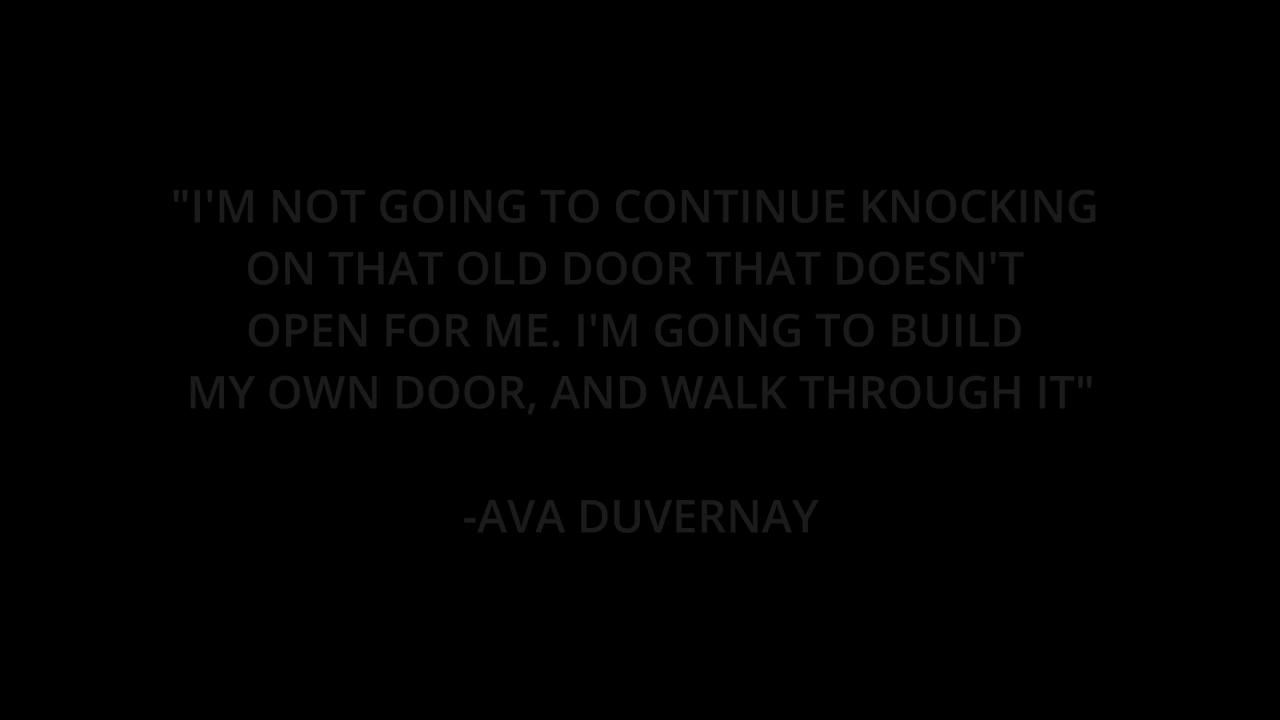 "I'M NOT GOING TO CONTINUE KNOCKING
ON THAT OLD DOOR THAT DOESN'T
OPEN FOR ME. I'M GOING TO BUILD
MY OWN DOOR, AND WALK THROUGH IT"
-AVA DUVERNAY